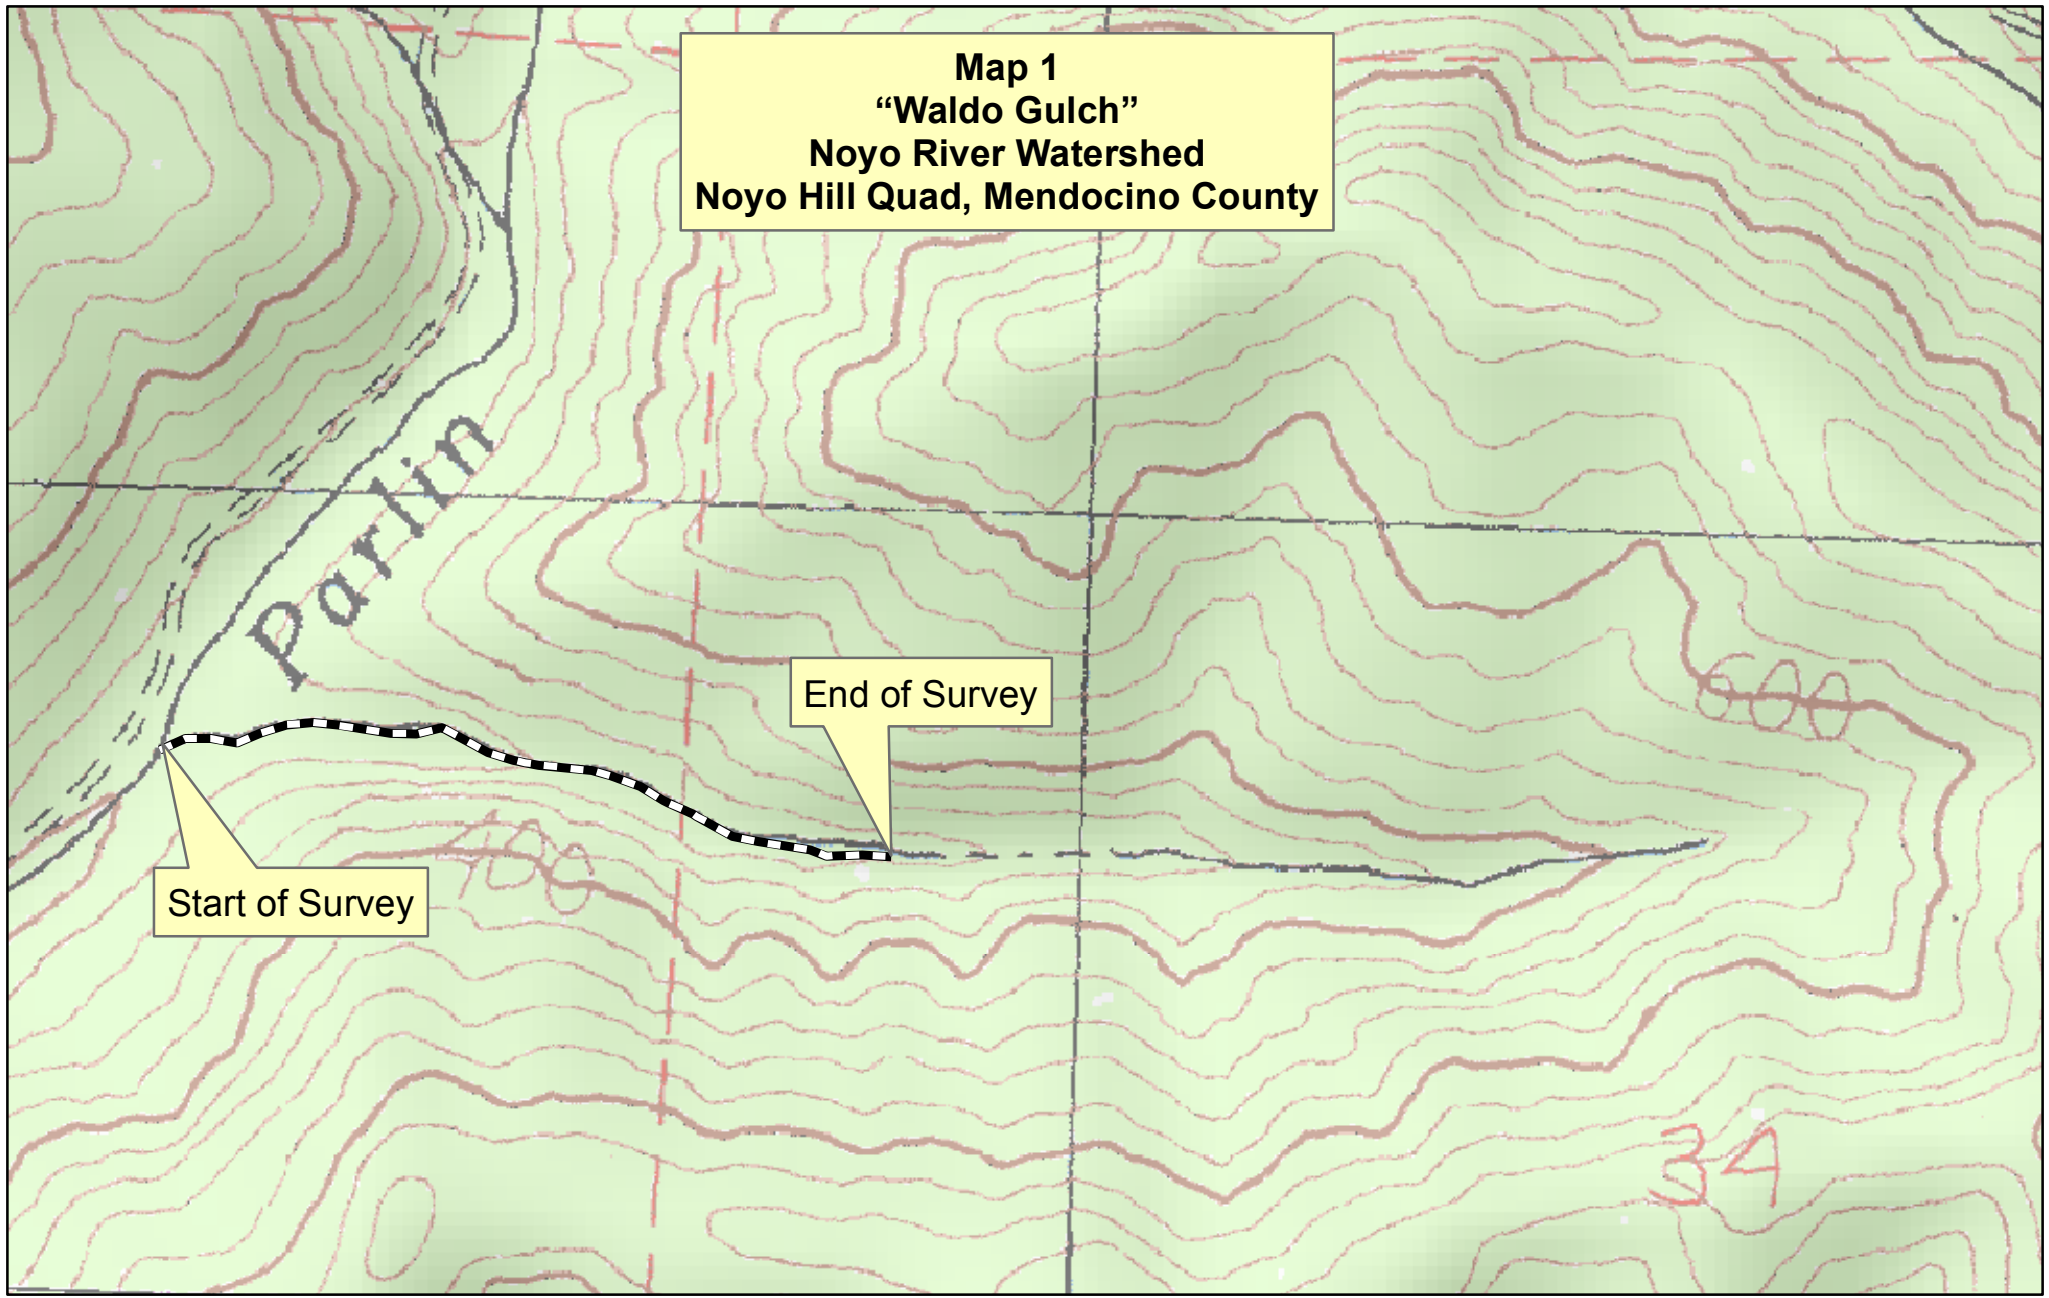 Map 1
“Waldo Gulch”
Noyo River Watershed
Noyo Hill Quad, Mendocino County
Parlin
End of Survey
600
400
Start of Survey
34